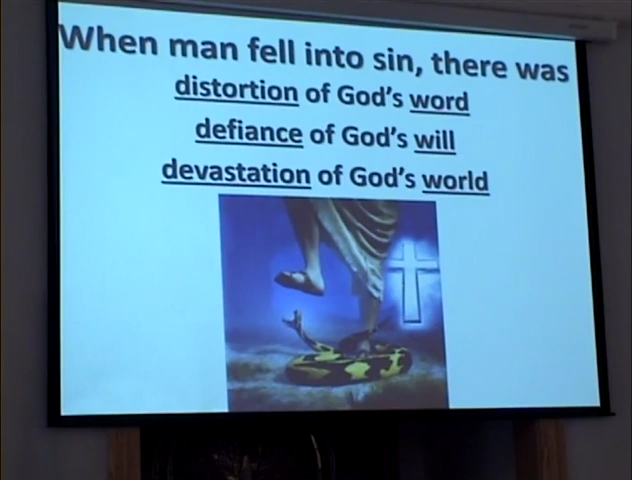 When man fell into sin, there was
distortion of God's word
defiance of God's will
devastation of God's world